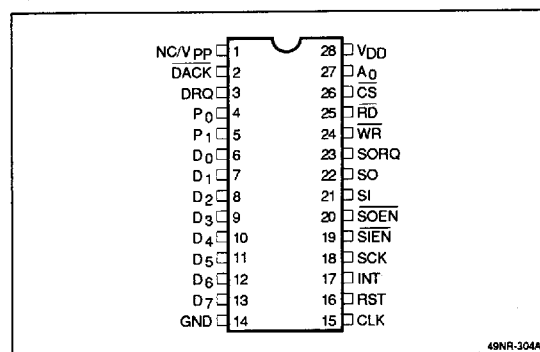 NC/VPP 1 28 VDD
DACK 2 27 A0
DRQ 3 26 CS
P0 4 25 RD
P1 5 24 WR
D0 6 23 SORQ
D1 7 22 SO
D2 8 21 SI
D3 9 20 SOEN
D4 10 19 SIEN
D5 11 18 SCK
D6 12 17 INT
D7 13 16 RST
GND 14 15 CLK
49NR-304A